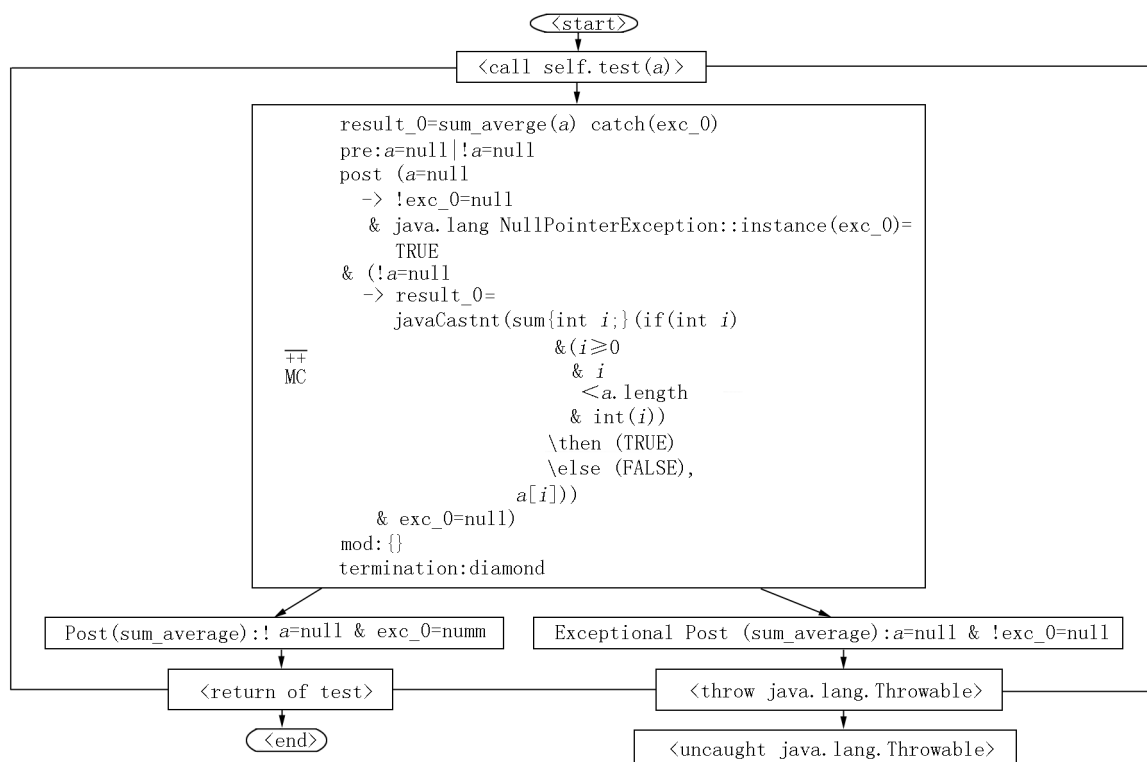 <start>
<call self.test(a)>
result_0=sum_averge(a) catch(exc_0)
pre:a=null|!a=null
post (a=null
-> !exc_0=null
& java.lang NullPointerException::instance(exc_0)=
TRUE
& (!a=null
-> result_0=
javaCastnt(sum{int i;}(if(int i)
&(i≥0
& i
<a.length
& int(i))
\then (TRUE)
\else (FALSE),
a[i]))
& exc_0=null)
mod:{}
termination:diamond
++
MC
Post(sum_average):! a=null & exc_0=numm
Exceptional Post (sum_average):a=null & !exc_0=null
<return of test>
<throw java.lang.Throwable>
<end>
<uncaught java.lang.Throwable>